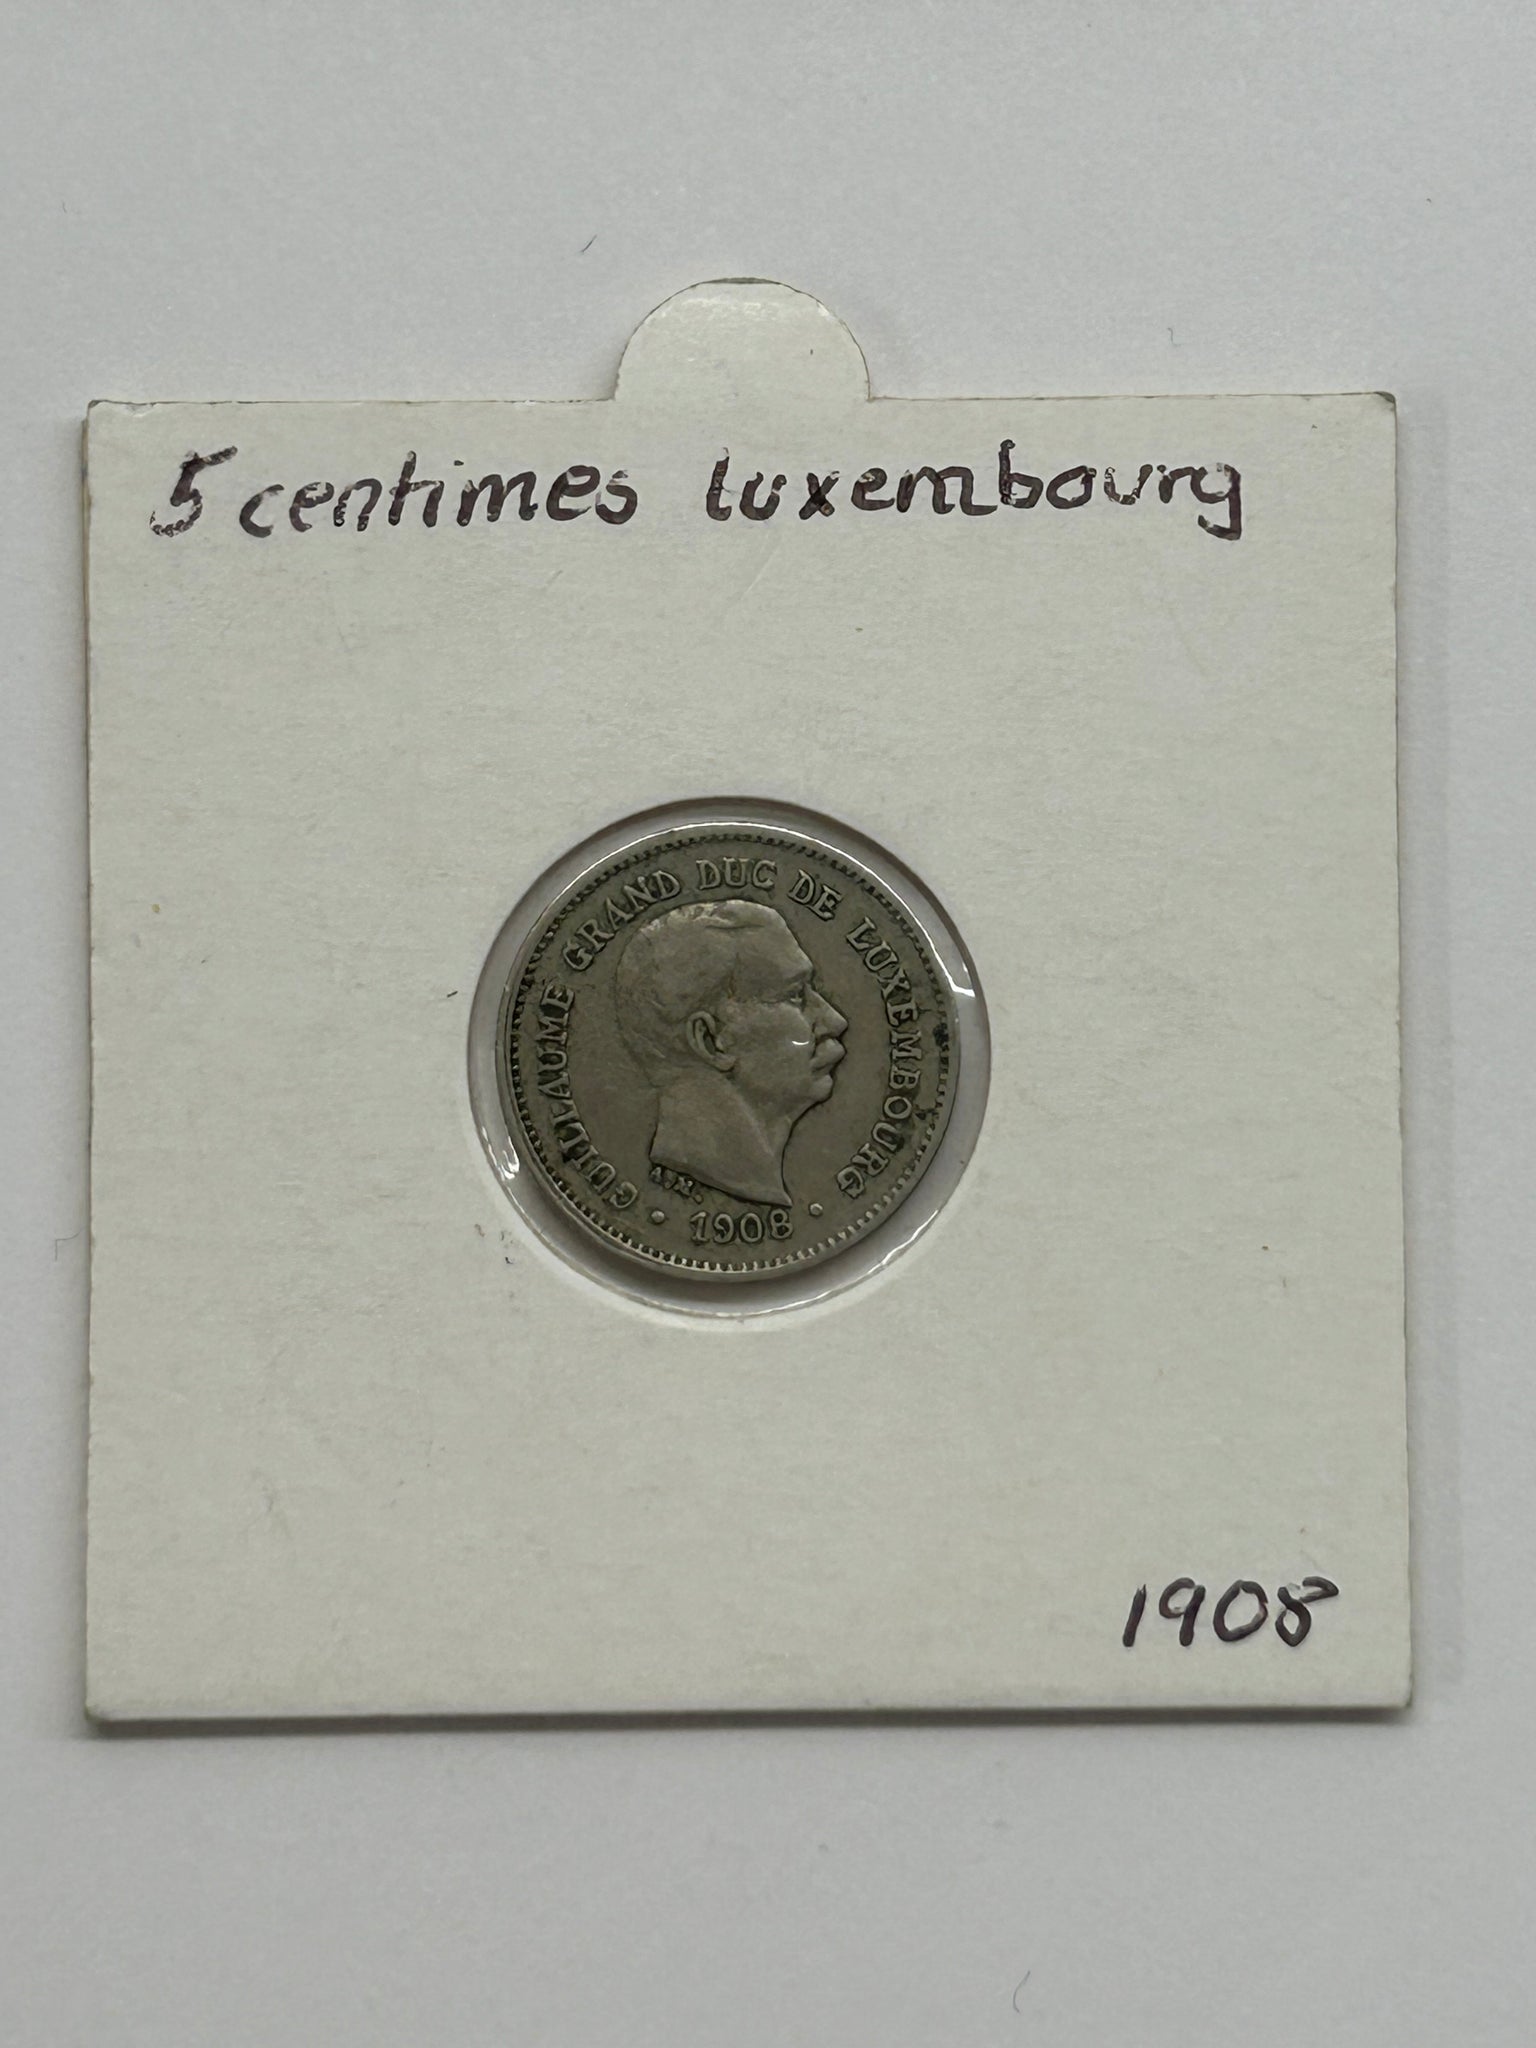 5 centimes luxembourg
GUILLAUME GRAND DUC DE LUXEMBOURG
• 1908 •
1908